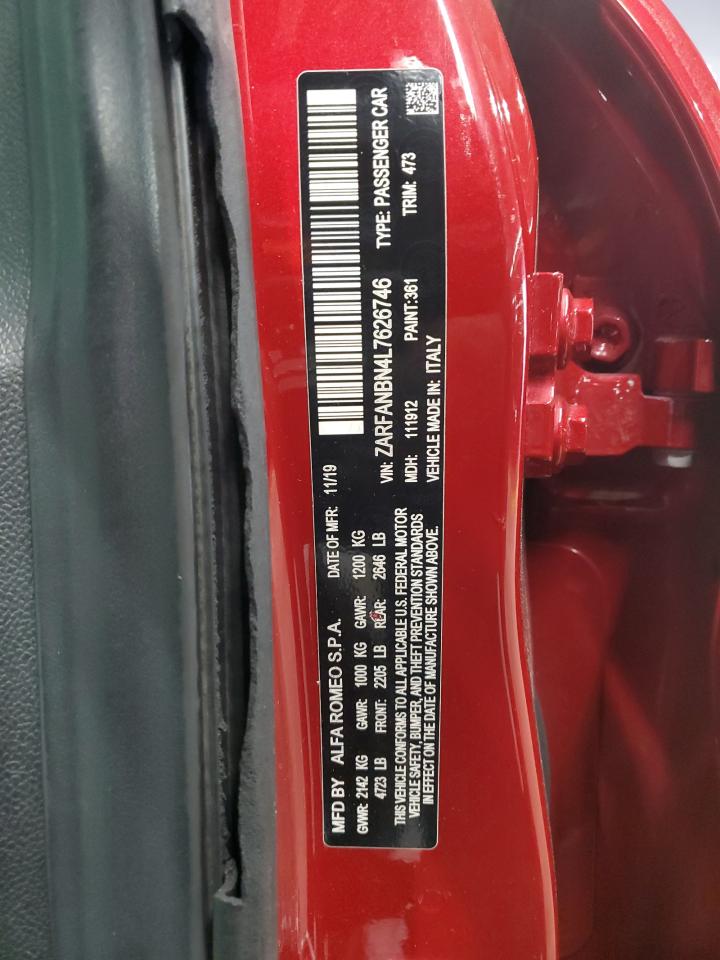 MFD BY ALFA ROMEO S.P.A. DATE OF MFR: 11/19
GVWR: 2142 KG GAWR: 1000 KG GAWR: 1200 KG
4723 LB FRONT: 2205 LB REAR: 2646 LB
THIS VEHICLE CONFORMS TO ALL APPLICABLE U.S. FEDERAL MOTOR
VEHICLE SAFETY, BUMPER, AND THEFT PREVENTION STANDARDS
IN EFFECT ON THE DATE OF MANUFACTURE SHOWN ABOVE.
VIN: ZARFANBN4L7626746 TYPE: PASSENGER CAR
MDH: 111912 PAINT:361 TRIM: 473
VEHICLE MADE IN: ITALY